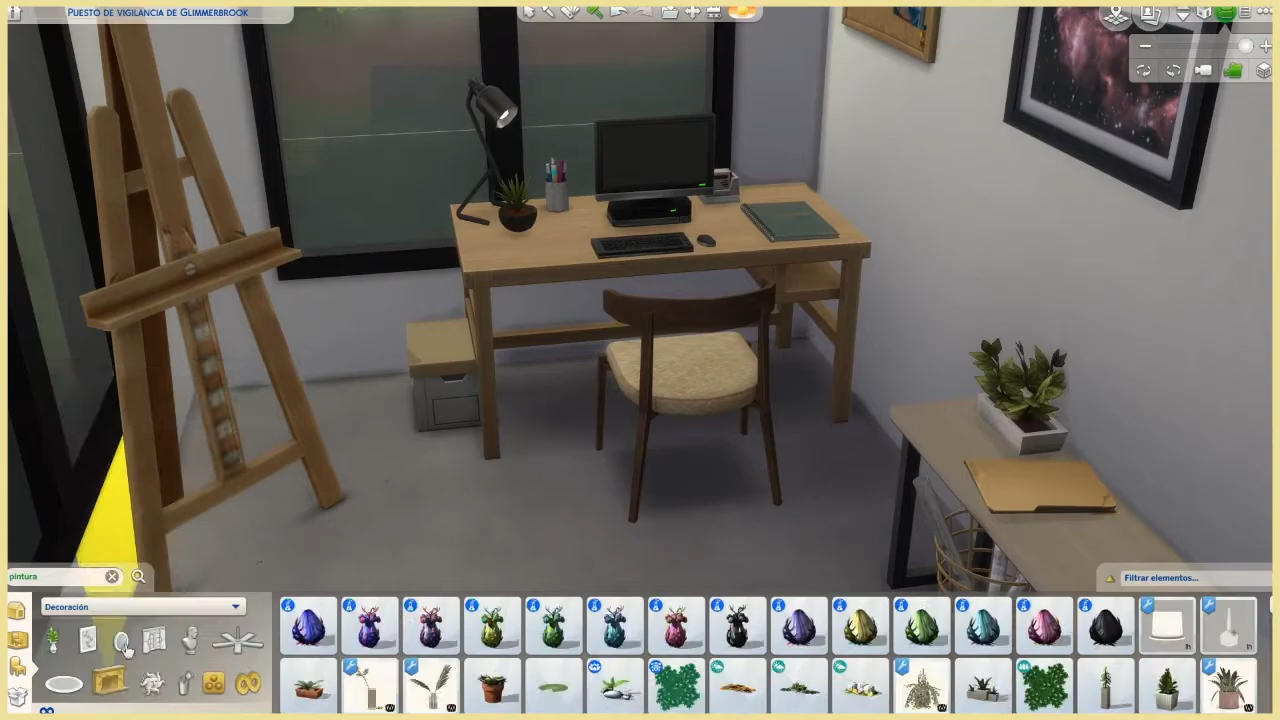 PUESTO DE VIGILANCIA DE GLIMMERBROOK
pintura
Filtrar elementos...
Decoración